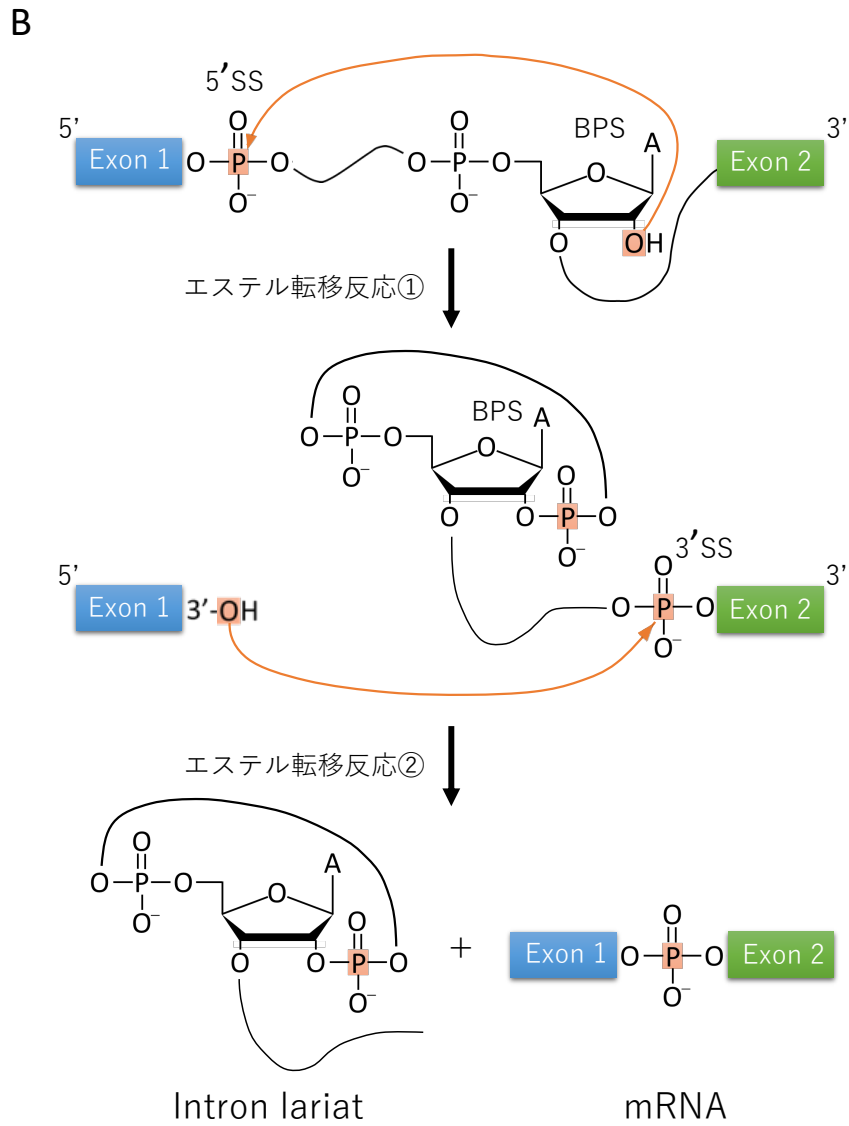 B
5’SS
5’
Exon 1
O
O
P
O
O⁻
O
O
P
O
O⁻
BPS
A
O
O
OH
3’
Exon 2
エステル転移反応①
O
O
P
O
O⁻
BPS
A
O
O
O
O
P
O
O⁻
5’
Exon 1
3’-OH
3’SS
O
O
P
O
O⁻
3’
Exon 2
エステル転移反応②
O
O
P
O
O⁻
A
O
O
O
O
P
O
O⁻
+
Exon 1
O
O
P
O
O⁻
Exon 2
Intron lariat
mRNA